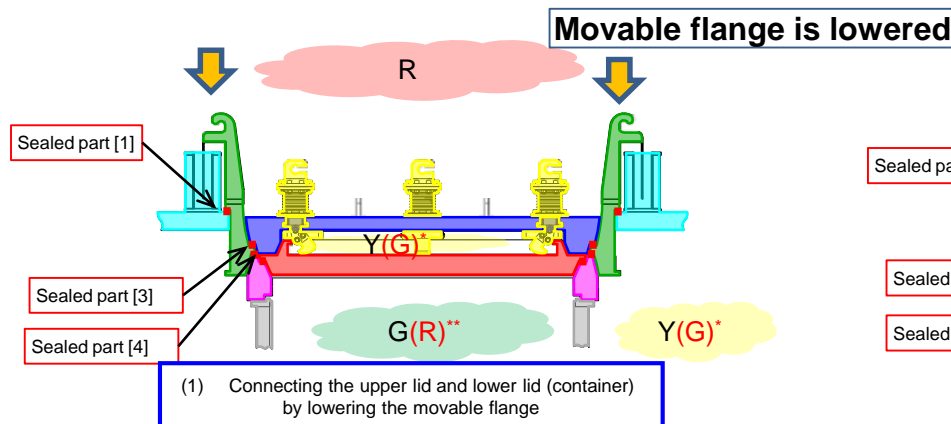 Movable flange is lowered
R
Sealed part [1]
Sealed pa
Y(G)*
Sealed part [3]
Sealed
G(R)**
Y(G)*
Sealed part [4]
Sealed
(1) Connecting the upper lid and lower lid (container)
by lowering the movable flange